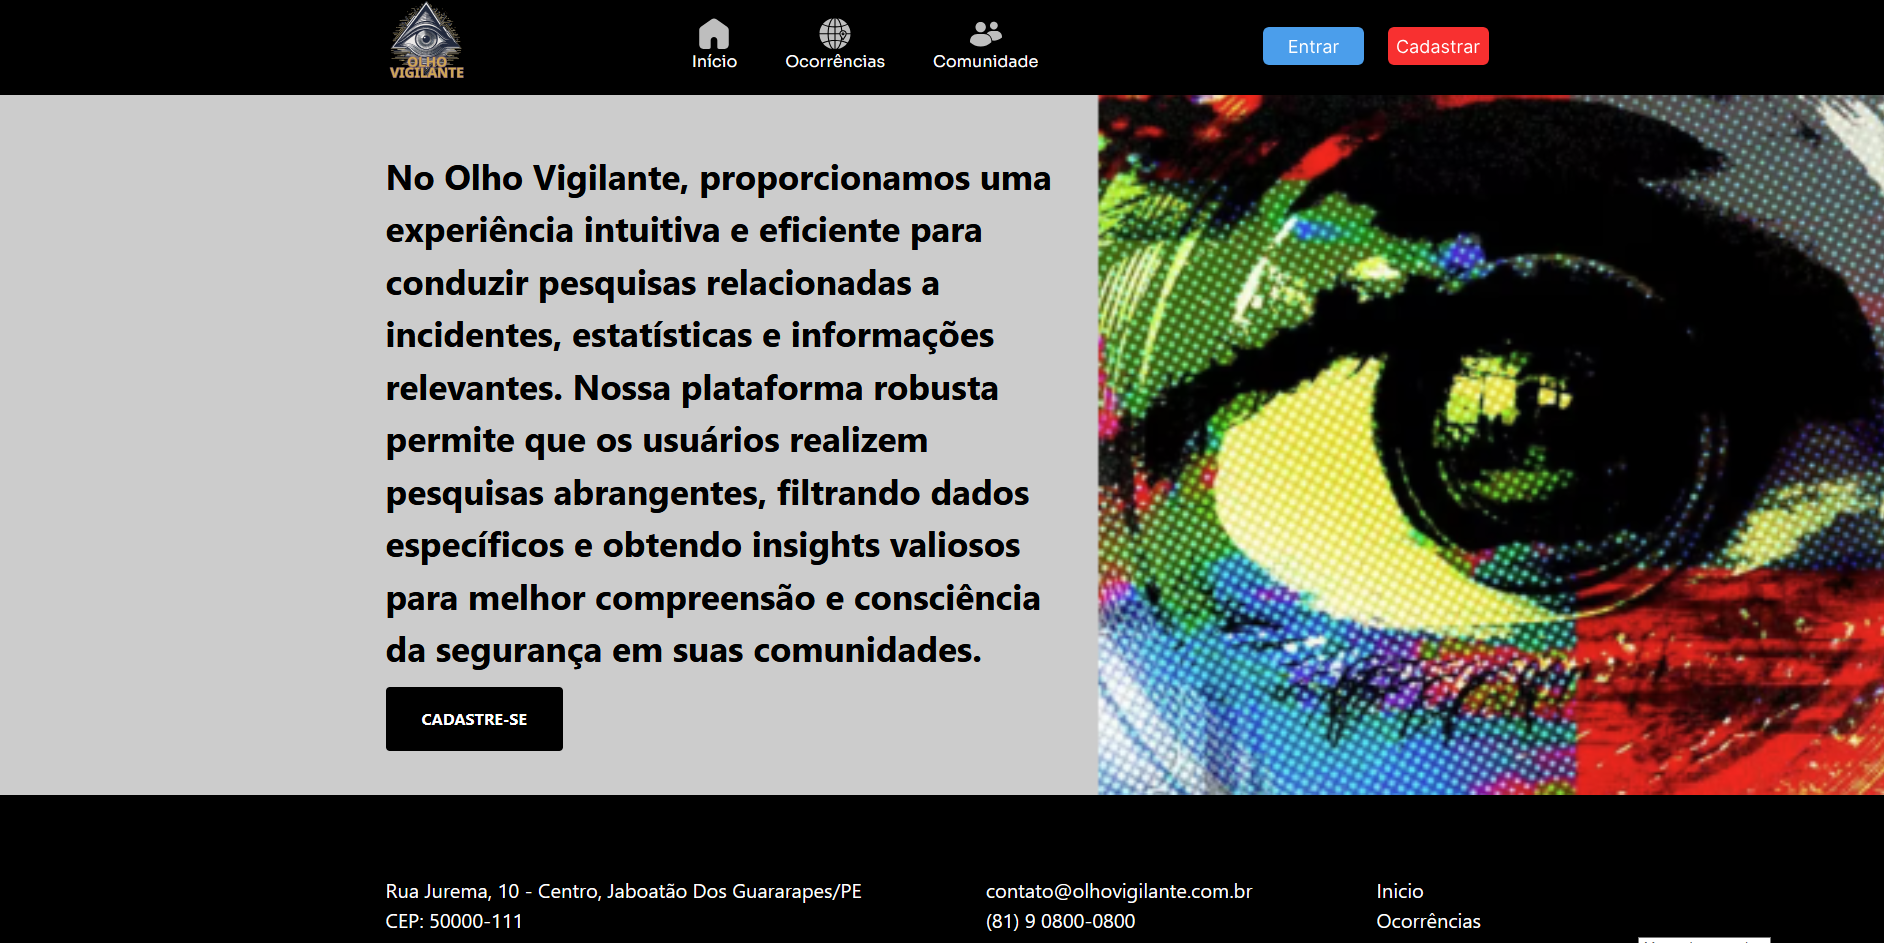 OLHO
VIGILANTE
Início
Ocorrências
Comunidade
Entrar
Cadastrar
No Olho Vigilante, proporcionamos uma
experiência intuitiva e eficiente para
conduzir pesquisas relacionadas a
incidentes, estatísticas e informações
relevantes. Nossa plataforma robusta
permite que os usuários realizem
pesquisas abrangentes, filtrando dados
específicos e obtendo insights valiosos
para melhor compreensão e consciência
da segurança em suas comunidades.
CADASTRE-SE
Rua Jurema, 10 - Centro, Jaboatão Dos Guararapes/PE
CEP: 50000-111
contato@olhovigilante.com.br
(81) 9 0800-0800
Inicio
Ocorrências